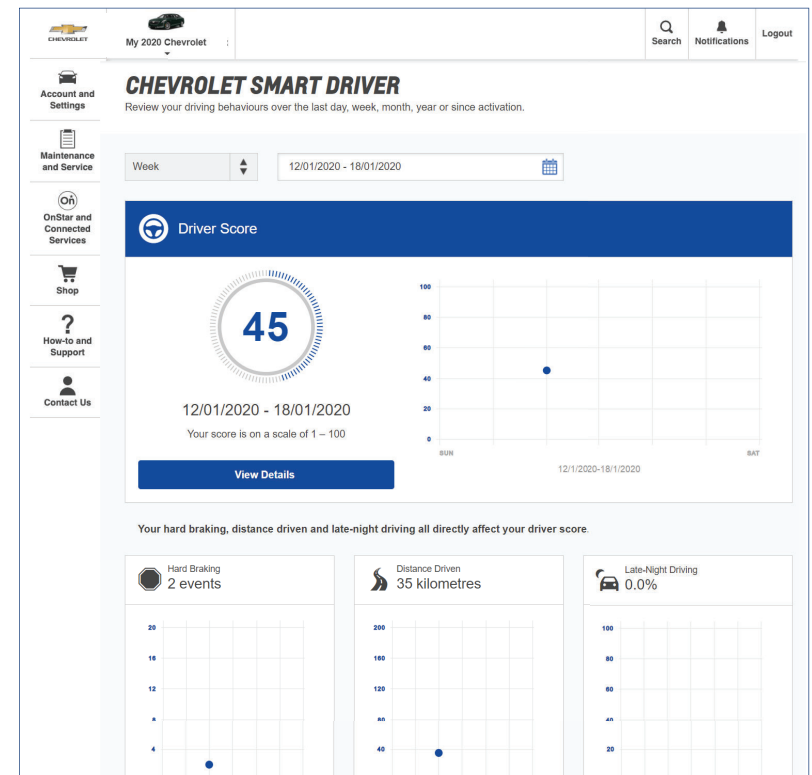 CHEVROLET
My 2020 Chevrolet :
Search
Notifications
Logout
Account and
Settings
Maintenance
and Service
OnStar and
Connected
Services
Shop
How-to and
Support
Contact Us
CHEVROLET SMART DRIVER
Review your driving behaviours over the last day, week, month, year or since activation.
Week
12/01/2020 - 18/01/2020
Driver Score
45
12/01/2020 - 18/01/2020
Your score is on a scale of 1 – 100
View Details
100
80
60
40
20
0
SUN
SAT
12/1/2020-18/1/2020
Your hard braking, distance driven and late-night driving all directly affect your driver score.
Hard Braking
2 events
20
16
12
8
4
Distance Driven
35 kilometres
200
160
120
80
40
Late-Night Driving
0.0%
100
80
60
40
20